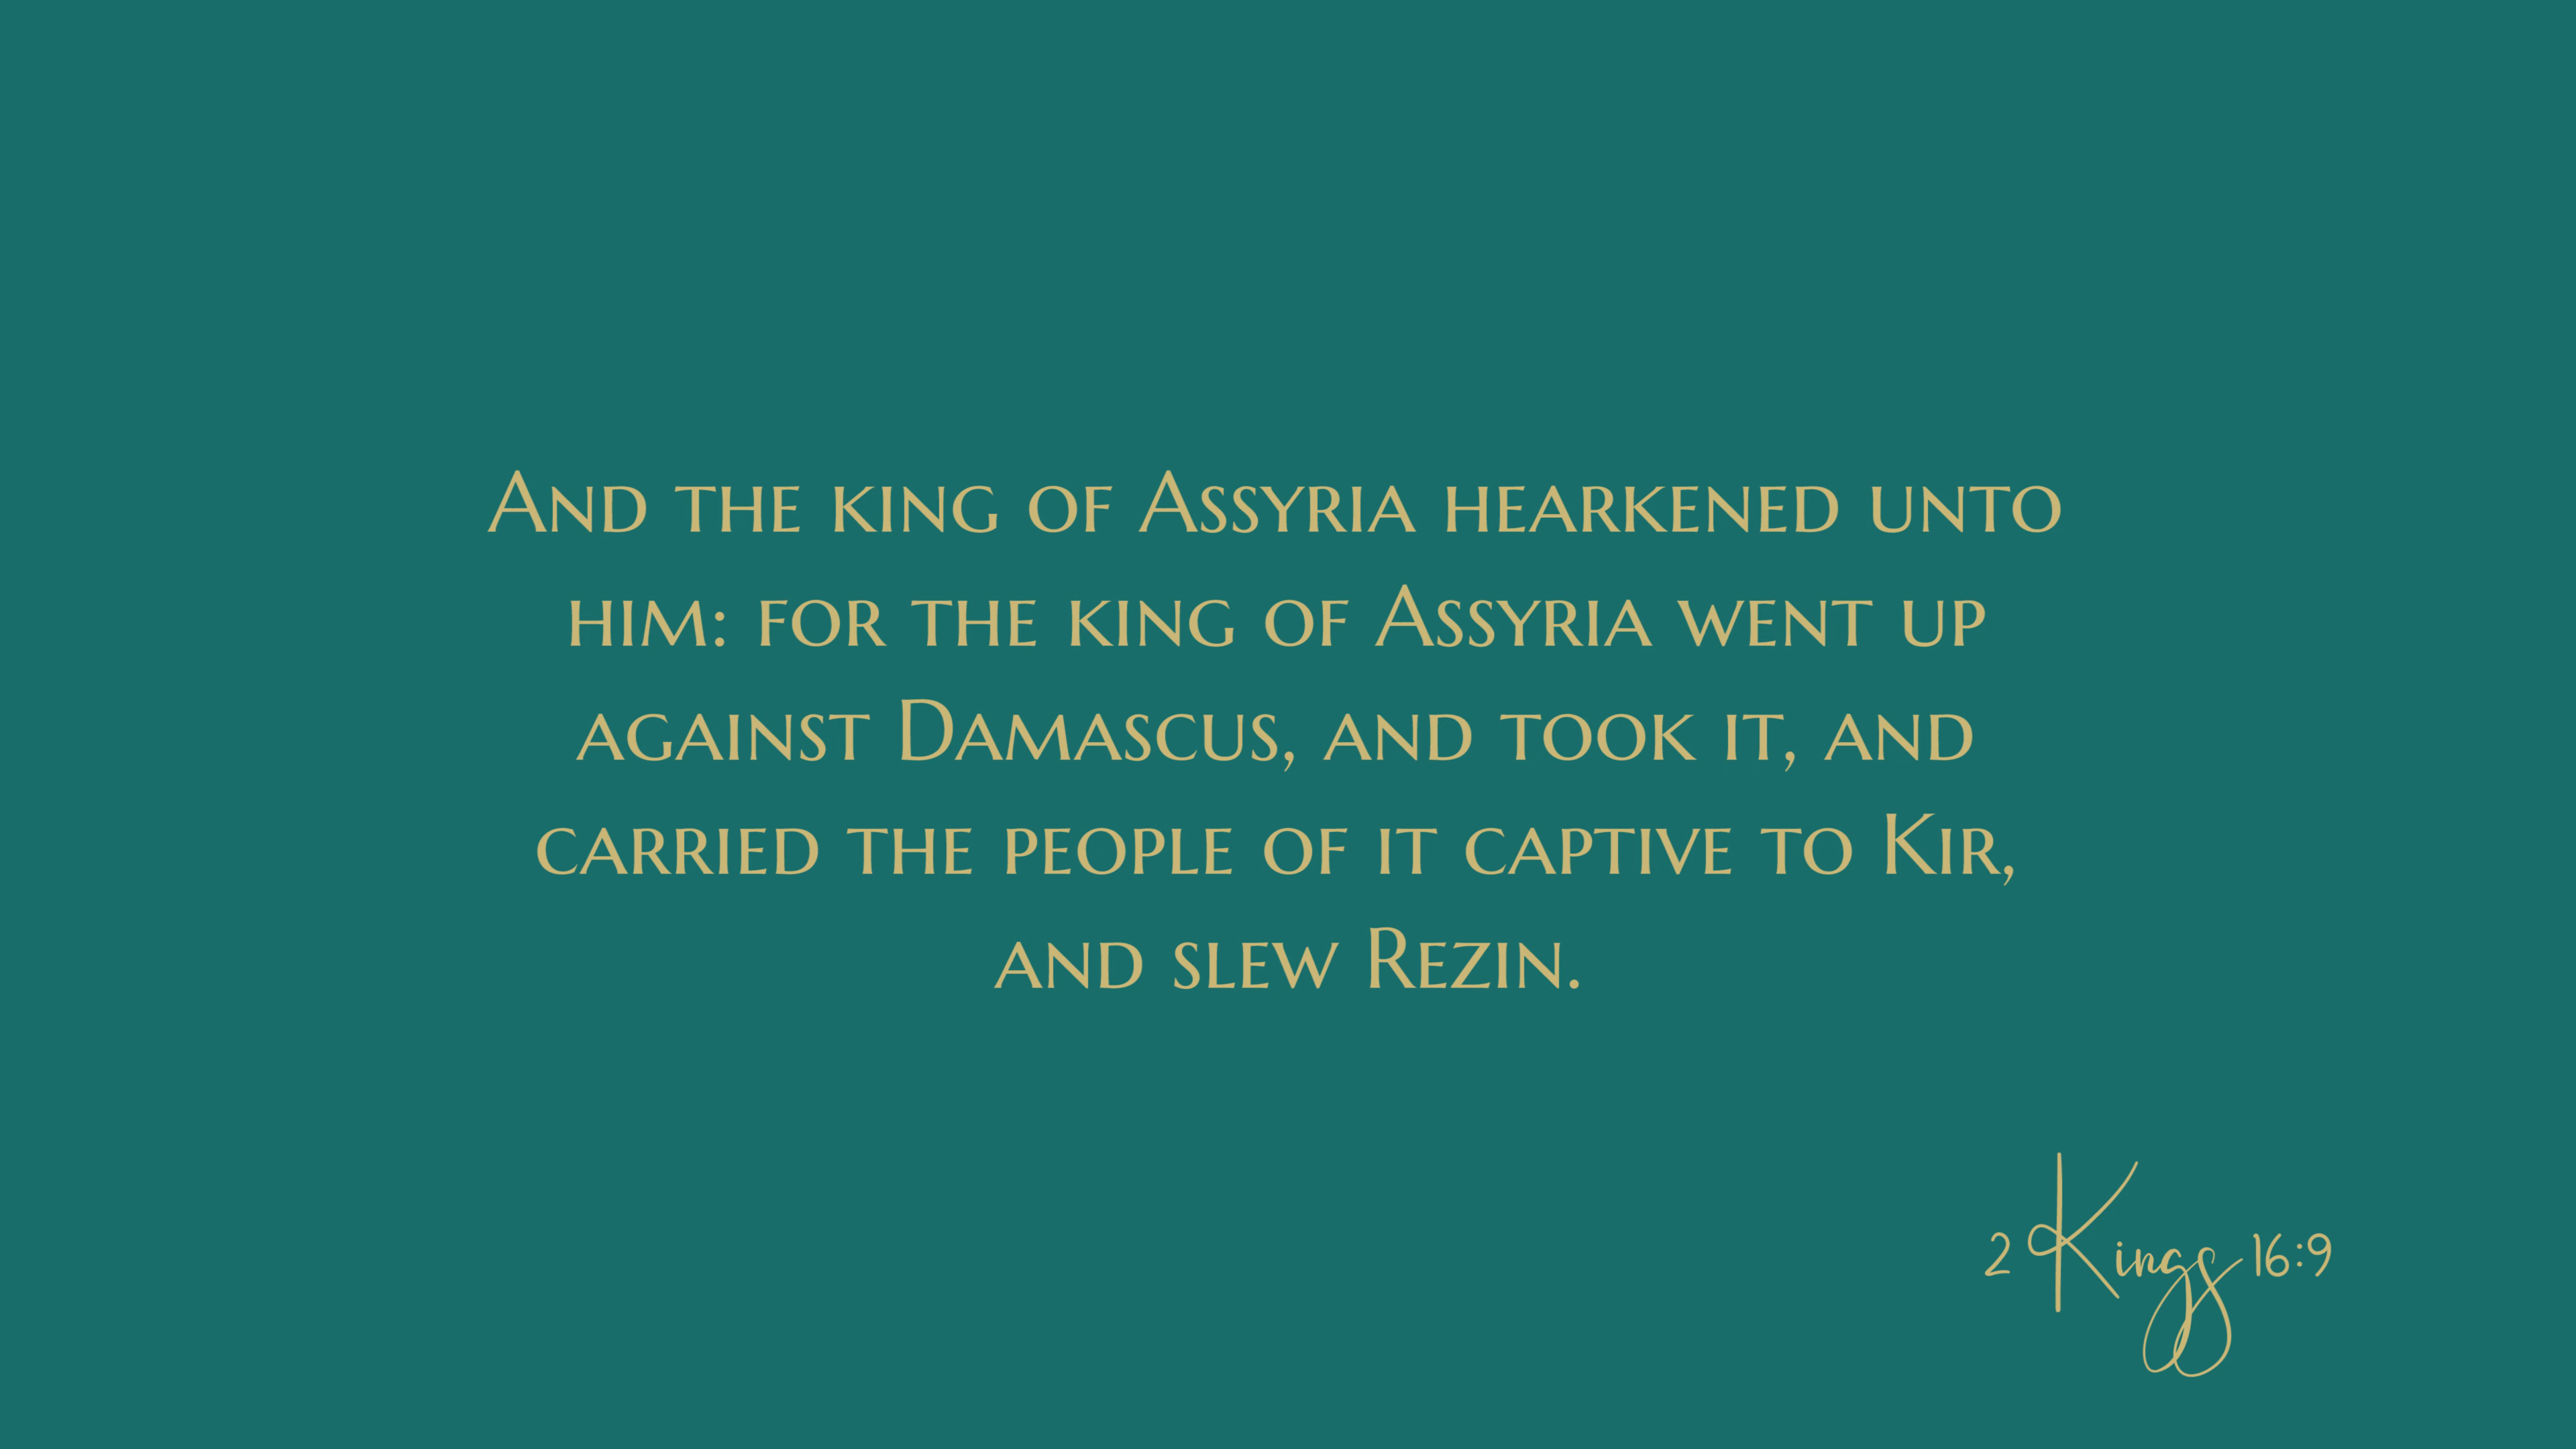 And the king of Assyria hearkened unto
him: for the king of Assyria went up
against Damascus, and took it, and
carried the people of it captive to Kir,
and slew Rezin.
2 Kings 16:9